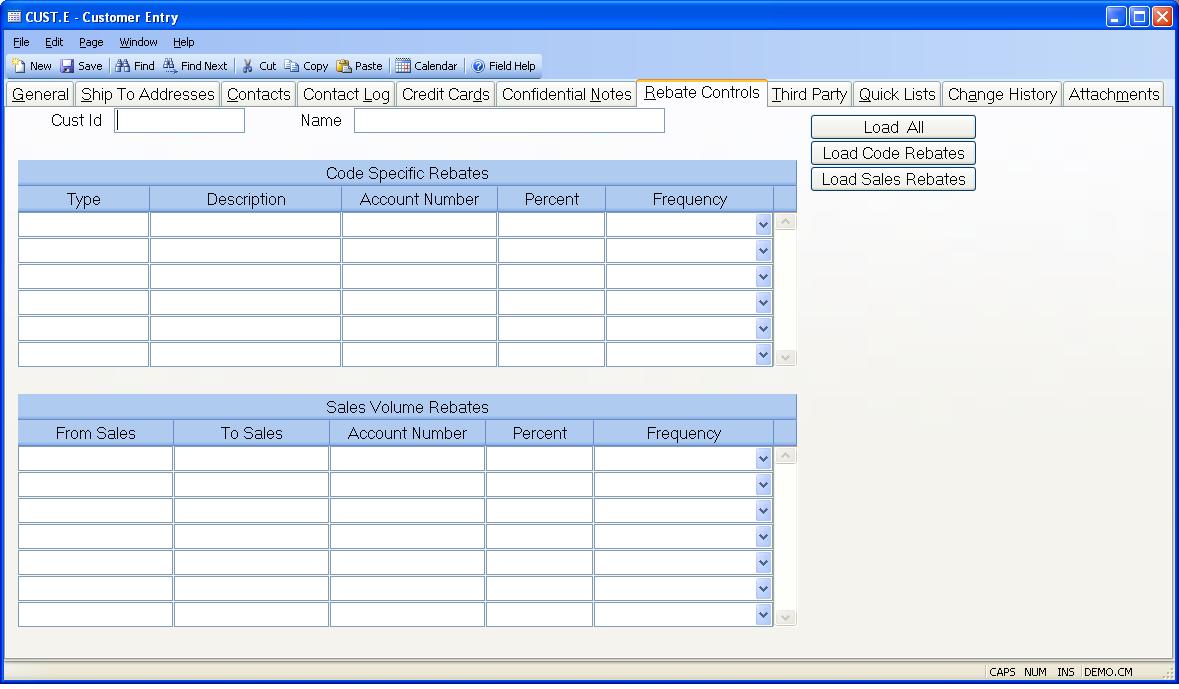 CUST.E - Customer Entry
File Edit Page Window Help
New Save Find Find Next Cut Copy Paste Calendar Field Help
General Ship To Addresses Contacts Contact Log Credit Cards Confidential Notes Rebate Controls Third Party Quick Lists Change History Attachments
Cust Id Name
Load All
Load Code Rebates
Load Sales Rebates
Code Specific Rebates
Type Description Account Number Percent Frequency
Sales Volume Rebates
From Sales To Sales Account Number Percent Frequency
CAPS NUM INS DEMO.CM